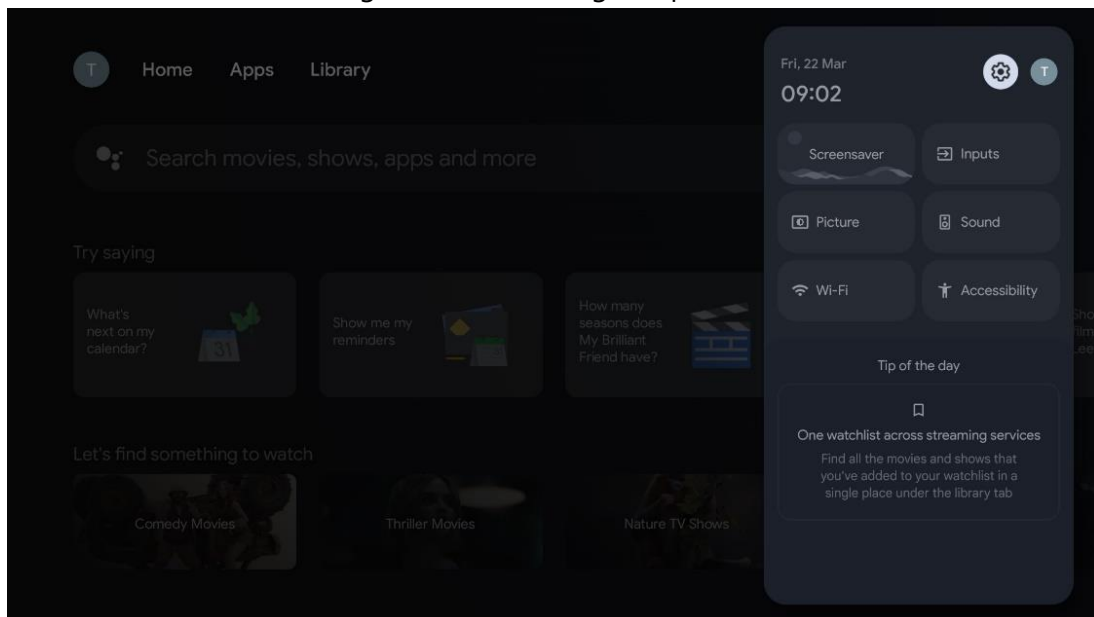 T
Home
Apps
Library
Search movies, shows, apps and more
Try saying
What's
next on my
calendar?
31
Show me my
reminders
How many
seasons does
My Brilliant
Friend have?
Let's find something to watch
Comedy Movies
Thriller Movies
Nature TV Shows
Fri, 22 Mar
09:02
T
Screensaver
Inputs
Picture
Sound
Wi-Fi
Accessibility
Tip of the day
One watchlist across streaming services
Find all the movies and shows that
you've added to your watchlist in a
single place under the library tab